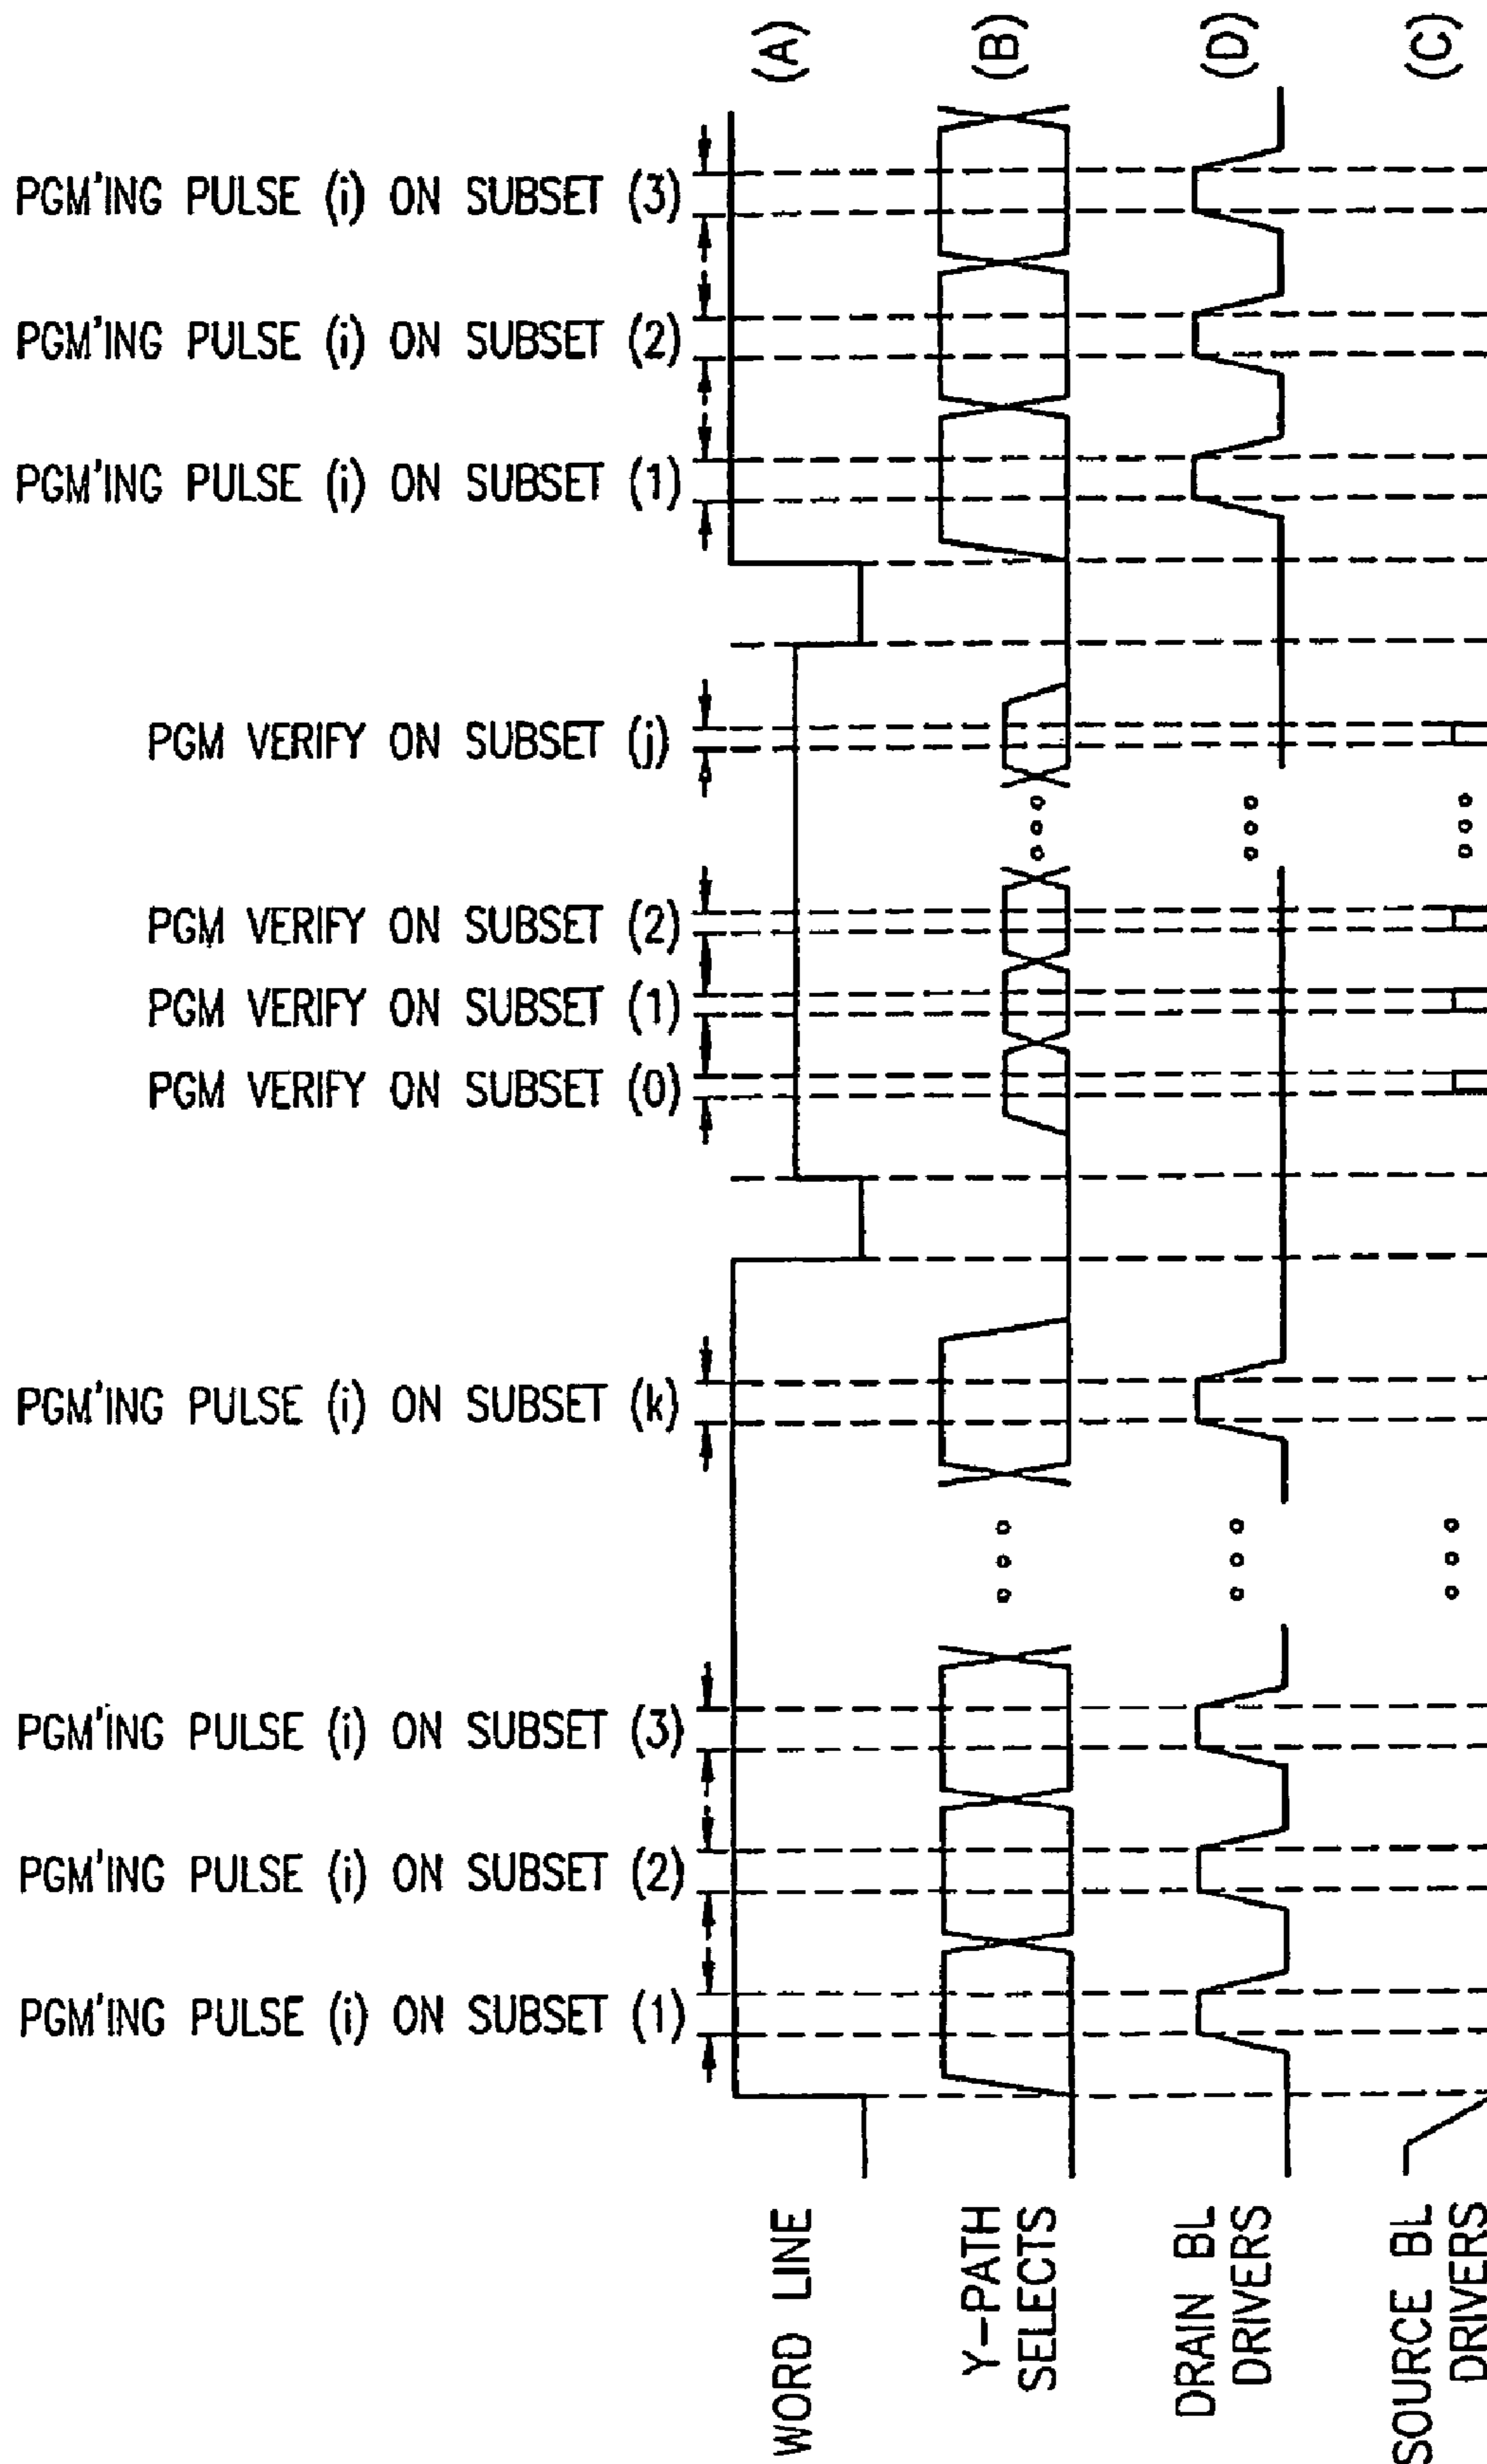 PGM'ING PULSE (i) ON SUBSET (3)
PGM'ING PULSE (i) ON SUBSET (2)
PGM'ING PULSE (i) ON SUBSET (1)
PGM VERIFY ON SUBSET (j)
PGM VERIFY ON SUBSET (2)
PGM VERIFY ON SUBSET (1)
PGM VERIFY ON SUBSET (0)
PGM'ING PULSE (i) ON SUBSET (k)
PGM'ING PULSE (i) ON SUBSET (3)
PGM'ING PULSE (i) ON SUBSET (2)
PGM'ING PULSE (i) ON SUBSET (1)
(A)
(B)
(D)
(C)
WORD LINE
Y-PATH
SELECTS
DRAIN BL
DRIVERS
SOURCE BL
DRIVERS